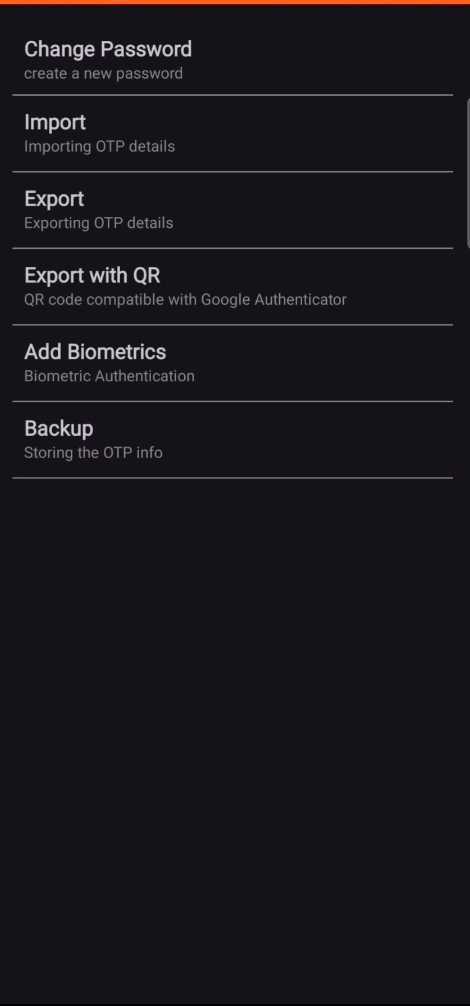 Change Password
create a new password
Import
Importing OTP details
Export
Exporting OTP details
Export with QR
QR code compatible with Google Authenticator
Add Biometrics
Biometric Authentication
Backup
Storing the OTP info